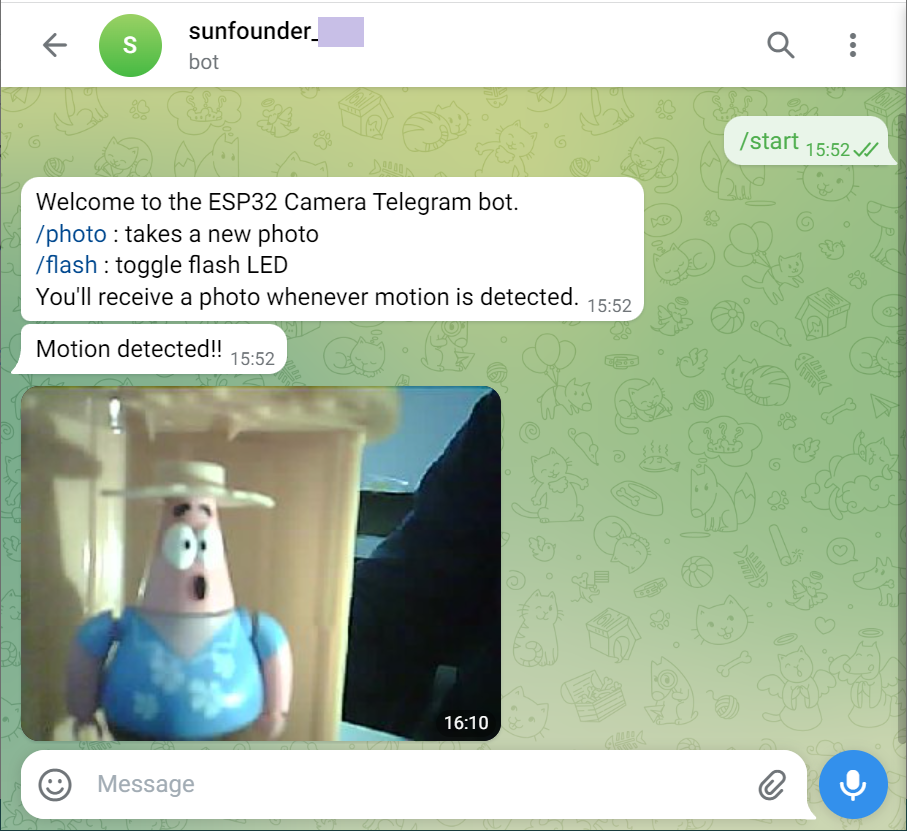 S
sunfounder_
bot
/start 15:52
Welcome to the ESP32 Camera Telegram bot.
/photo : takes a new photo
/flash : toggle flash LED
You'll receive a photo whenever motion is detected. 15:52
Motion detected!! 15:52
16:10
Message